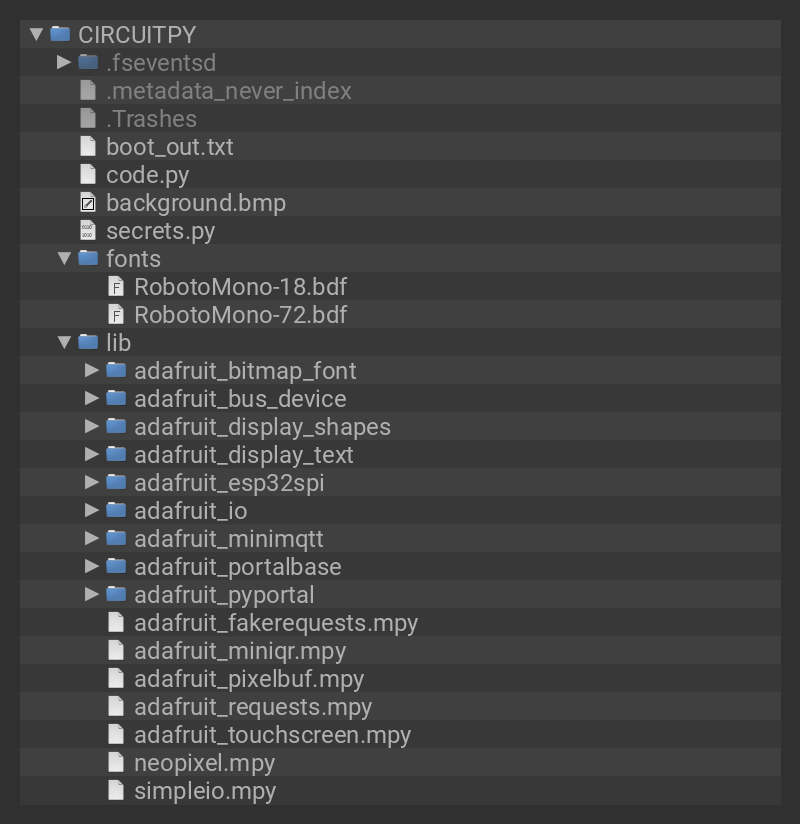 CIRCUITPY
.fseventsd
.metadata_never_index
.Trashes
boot_out.txt
code.py
background.bmp
secrets.py
fonts
RobotoMono-18.bdf
RobotoMono-72.bdf
lib
adafruit_bitmap_font
adafruit_bus_device
adafruit_display_shapes
adafruit_display_text
adafruit_esp32spi
adafruit_io
adafruit_minimqtt
adafruit_portalbase
adafruit_pyportal
adafruit_fakerequests.mpy
adafruit_miniqr.mpy
adafruit_pixelbuf.mpy
adafruit_requests.mpy
adafruit_touchscreen.mpy
neopixel.mpy
simpleio.mpy